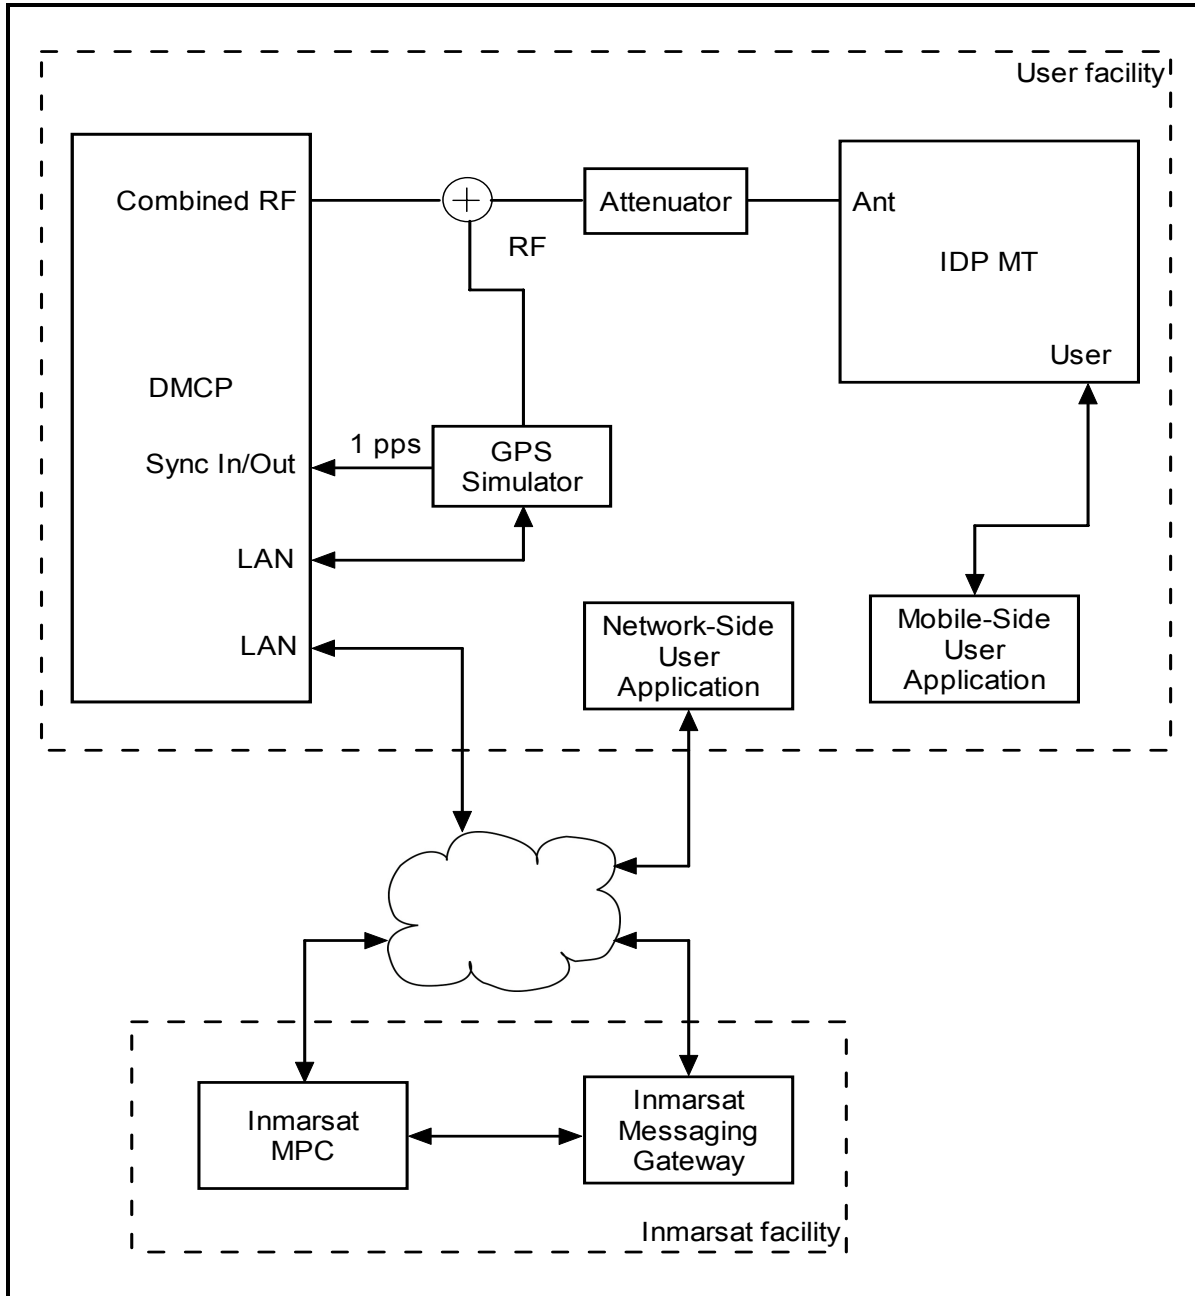 User facility
Combined RF
+
RF
Attenuator
Ant
IDP MT
User
DMCP
Sync In/Out
1 pps
GPS
Simulator
LAN
LAN
Network-Side
User
Application
Mobile-Side
User
Application
Inmarsat
MPC
Inmarsat
Messaging
Gateway
Inmarsat facility